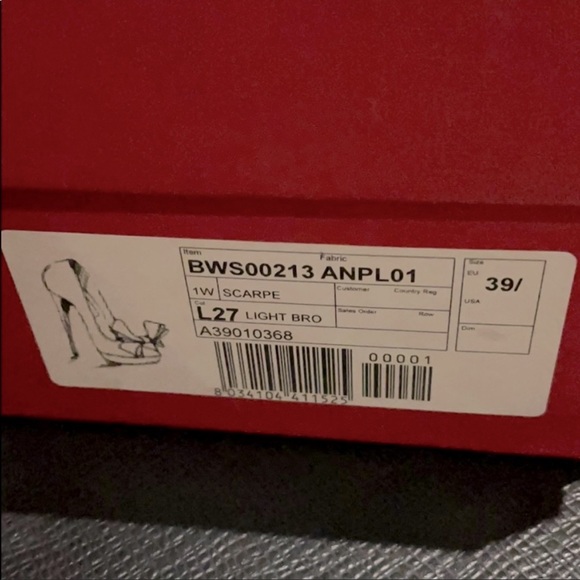 Item Fabric
BWS00213 ANPL01
1W SCARPE Customer Country Reg
Col L27 LIGHT BRO Sales Order Row
A39010368
Size
EU 39/
USA
Dim.
00001
8 034104 411525